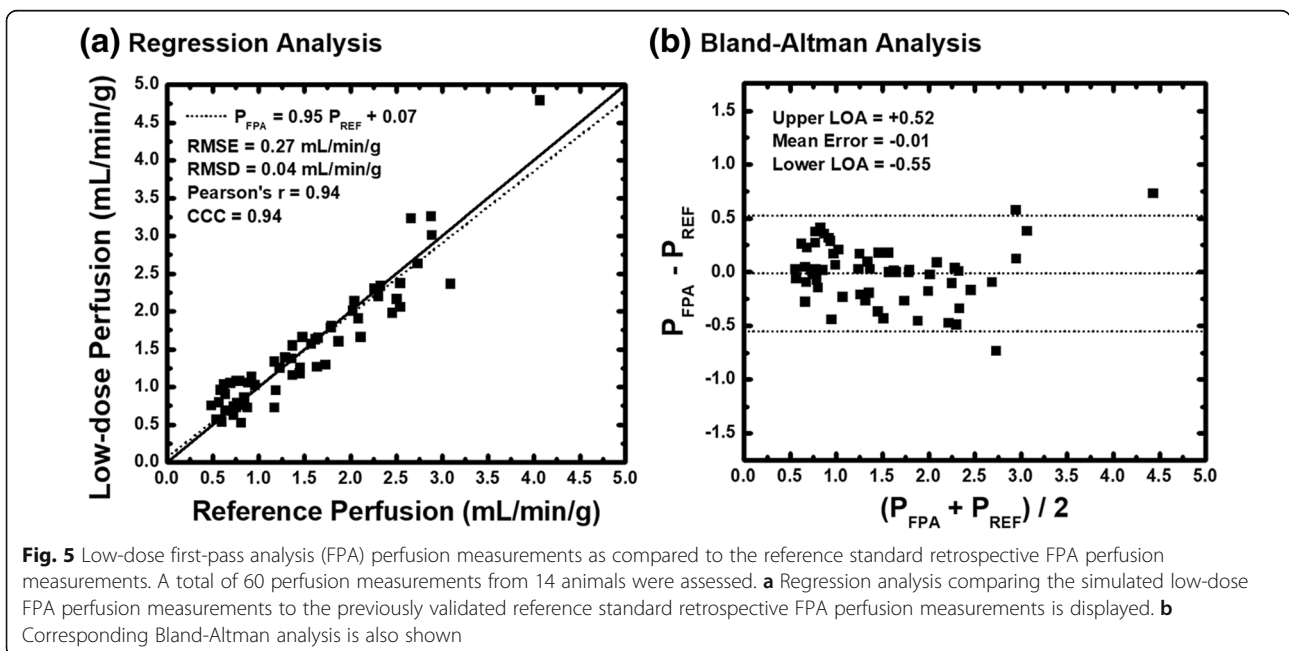 (a) Regression Analysis
Low-dose Perfusion (mL/min/g)
5.0
4.5
4.0
3.5
3.0
2.5
2.0
1.5
1.0
0.5
0.0
P_FPA = 0.95 P_REF + 0.07
RMSE = 0.27 mL/min/g
RMSD = 0.04 mL/min/g
Pearson's r = 0.94
CCC = 0.94
0.0 0.5 1.0 1.5 2.0 2.5 3.0 3.5 4.0 4.5 5.0
Reference Perfusion (mL/min/g)
(b) Bland-Altman Analysis
P_FPA - P_REF
1.5
1.0
0.5
0.0
-0.5
-1.0
-1.5
Upper LOA = +0.52
Mean Error = -0.01
Lower LOA = -0.55
0.0 0.5 1.0 1.5 2.0 2.5 3.0 3.5 4.0 4.5 5.0
(P_FPA + P_REF) / 2
Fig. 5 Low-dose first-pass analysis (FPA) perfusion measurements as compared to the reference standard retrospective FPA perfusion
measurements. A total of 60 perfusion measurements from 14 animals were assessed. a Regression analysis comparing the simulated low-dose
FPA perfusion measurements to the previously validated reference standard retrospective FPA perfusion measurements is displayed. b
Corresponding Bland-Altman analysis is also shown